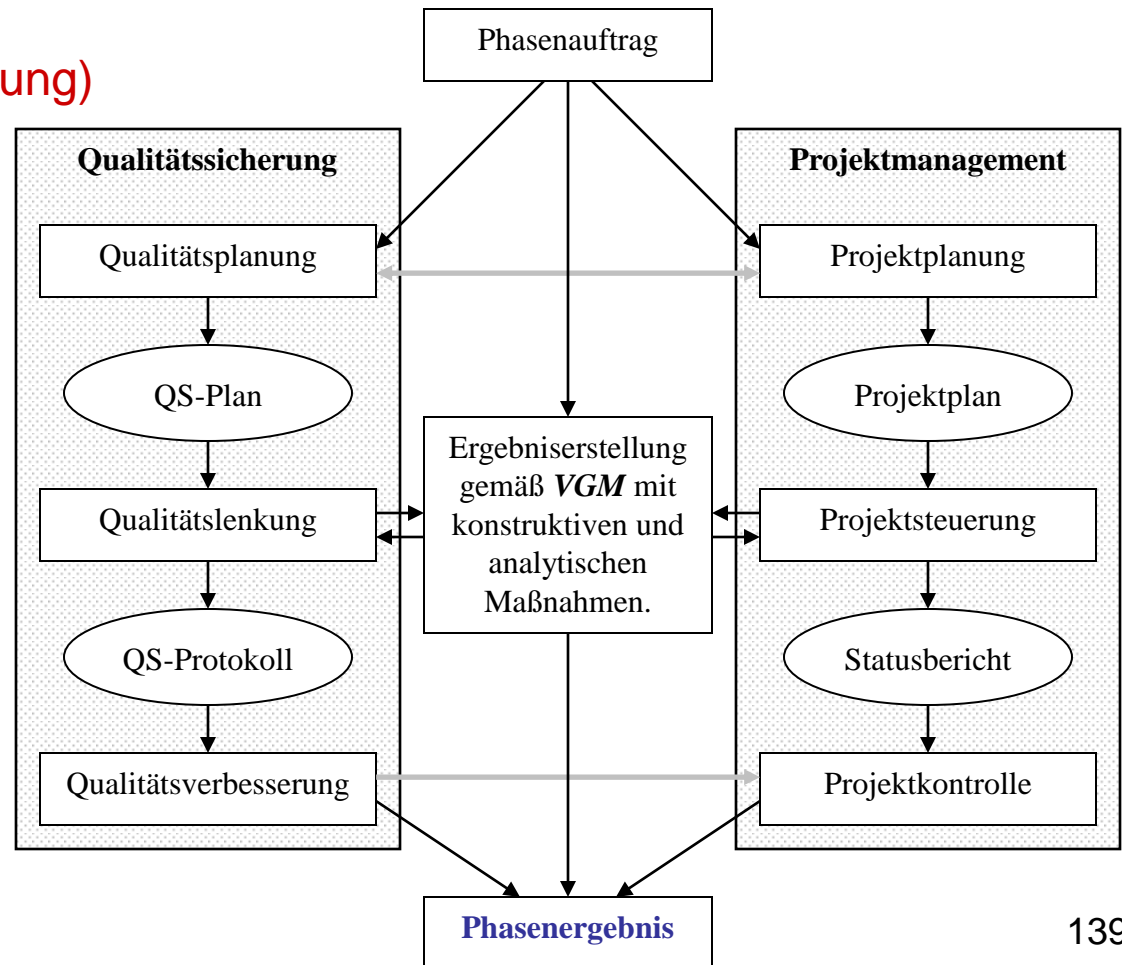 Phasenauftrag
ung)
Qualitätssicherung
Projektmanagement
Qualitätsplanung
Projektplanung
QS-Plan
Projektplan
Ergebniserstellung
gemäß VGM mit
konstruktiven und
analytischen
Maßnahmen.
Qualitätslenkung
Projektsteuerung
QS-Protokoll
Statusbericht
Qualitätsverbesserung
Projektkontrolle
Phasenergebnis
139